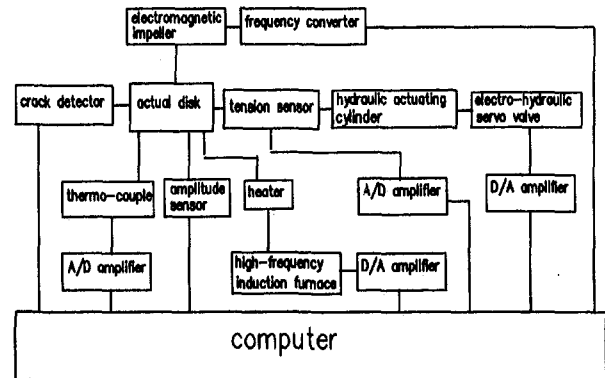 electromagnetic
impeller
frequency converter
crack detector
actual disk
tension sensor
hydraulic actuating
cylinder
electro-hydraulic
servo valve
thermo-couple
amplitude
sensor
heater
A/D amplifier
D/A amplifier
A/D amplifier
high-frequency
induction furnace
D/A amplifier
computer